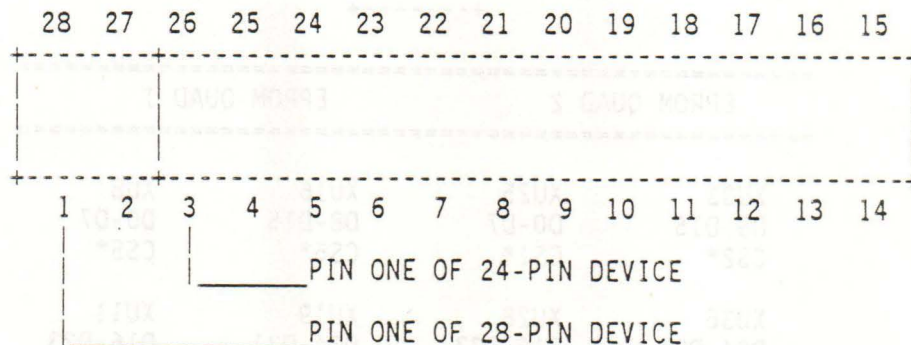 28 27 26 25 24 23 22 21 20 19 18 17 16 15
1 2 3 4 5 6 7 8 9 10 11 12 13 14
PIN ONE OF 24-PIN DEVICE
PIN ONE OF 28-PIN DEVICE